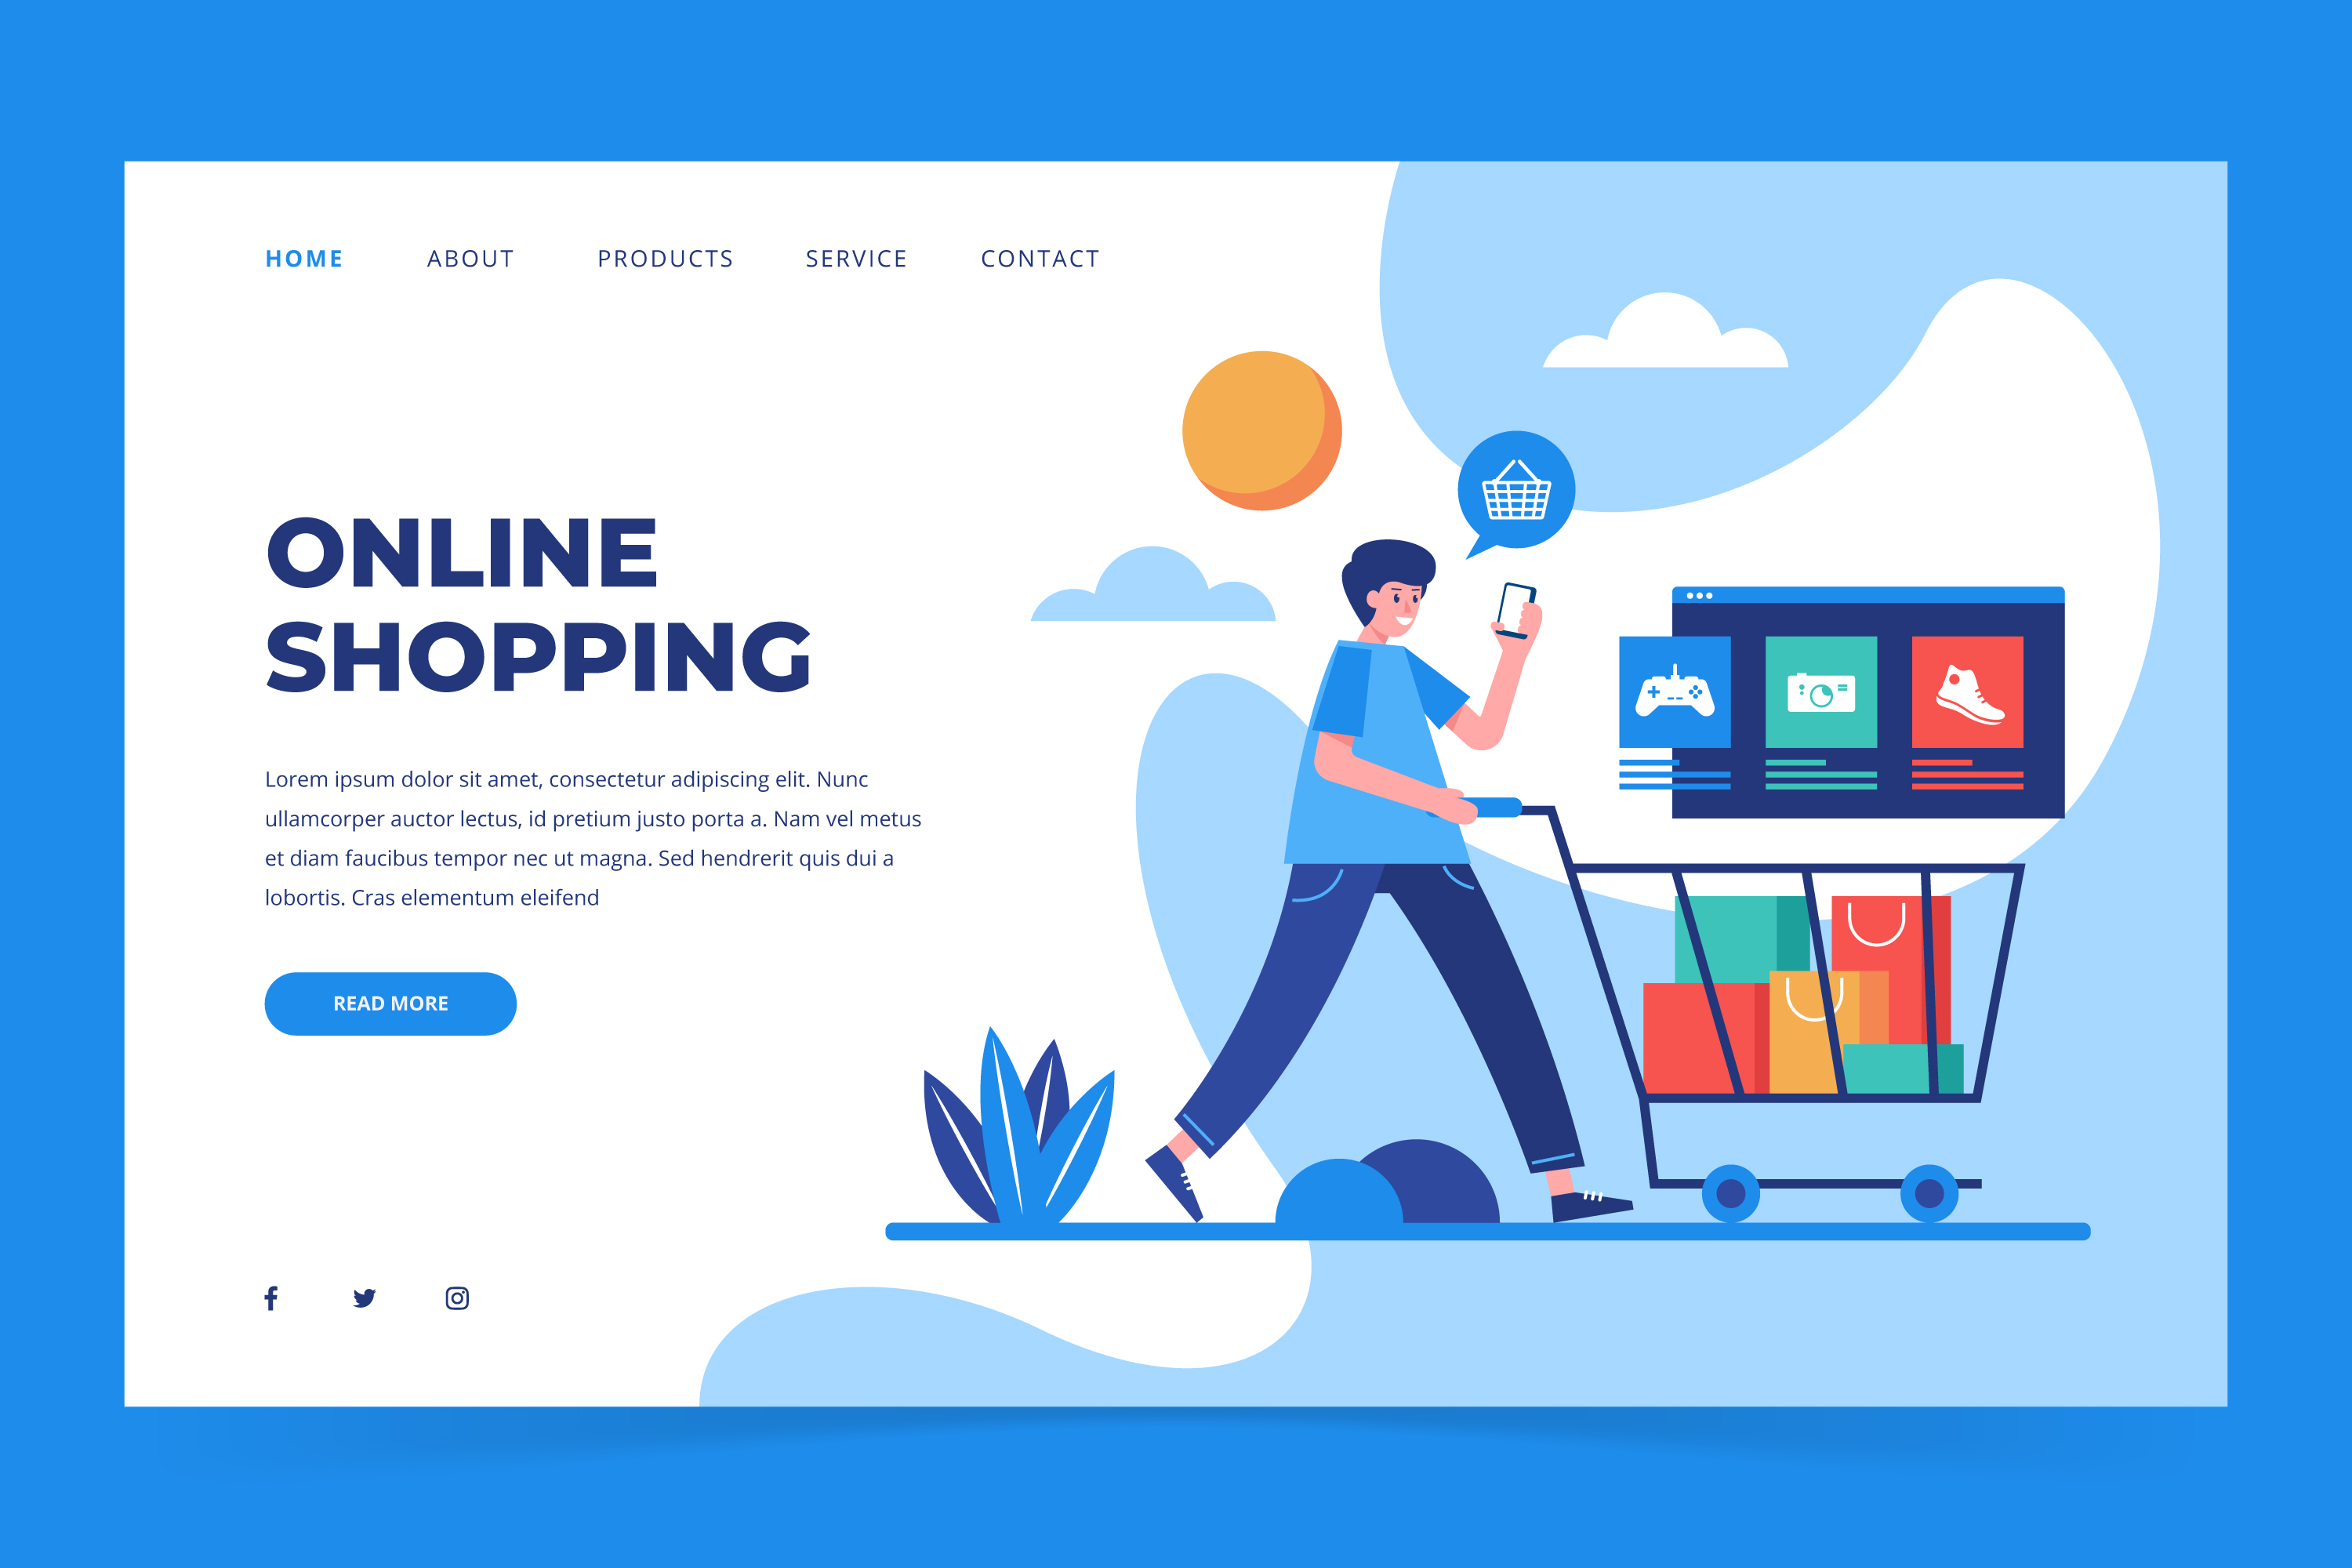 HOME ABOUT PRODUCTS SERVICE CONTACT
ONLINE
SHOPPING
Lorem ipsum dolor sit amet, consectetur adipiscing elit. Nunc
ullamcorper auctor lectus, id pretium justo porta a. Nam vel metus
et diam faucibus tempor nec ut magna. Sed hendrerit quis dui a
lobortis. Cras elementum eleifend
READ MORE